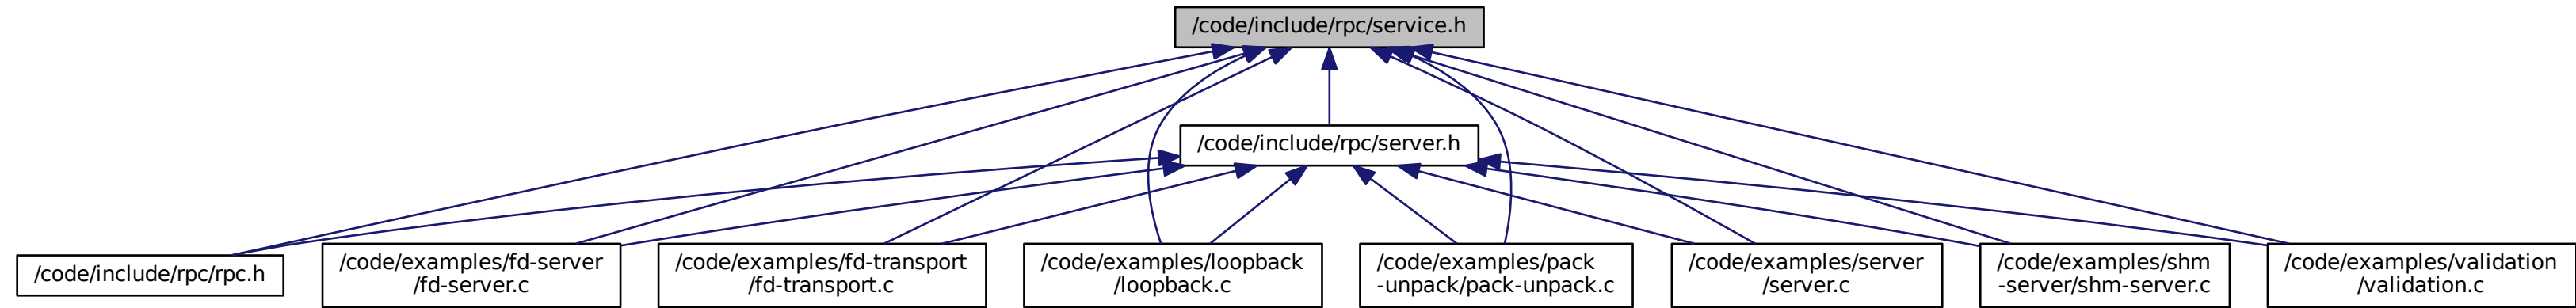 /code/include/rpc/service.h
/code/include/rpc/server.h
/code/include/rpc/rpc.h
/code/examples/fd-server
/fd-server.c
/code/examples/fd-transport
/fd-transport.c
/code/examples/loopback
/loopback.c
/code/examples/pack
-unpack/pack-unpack.c
/code/examples/server
/server.c
/code/examples/shm
-server/shm-server.c
/code/examples/validation
/validation.c